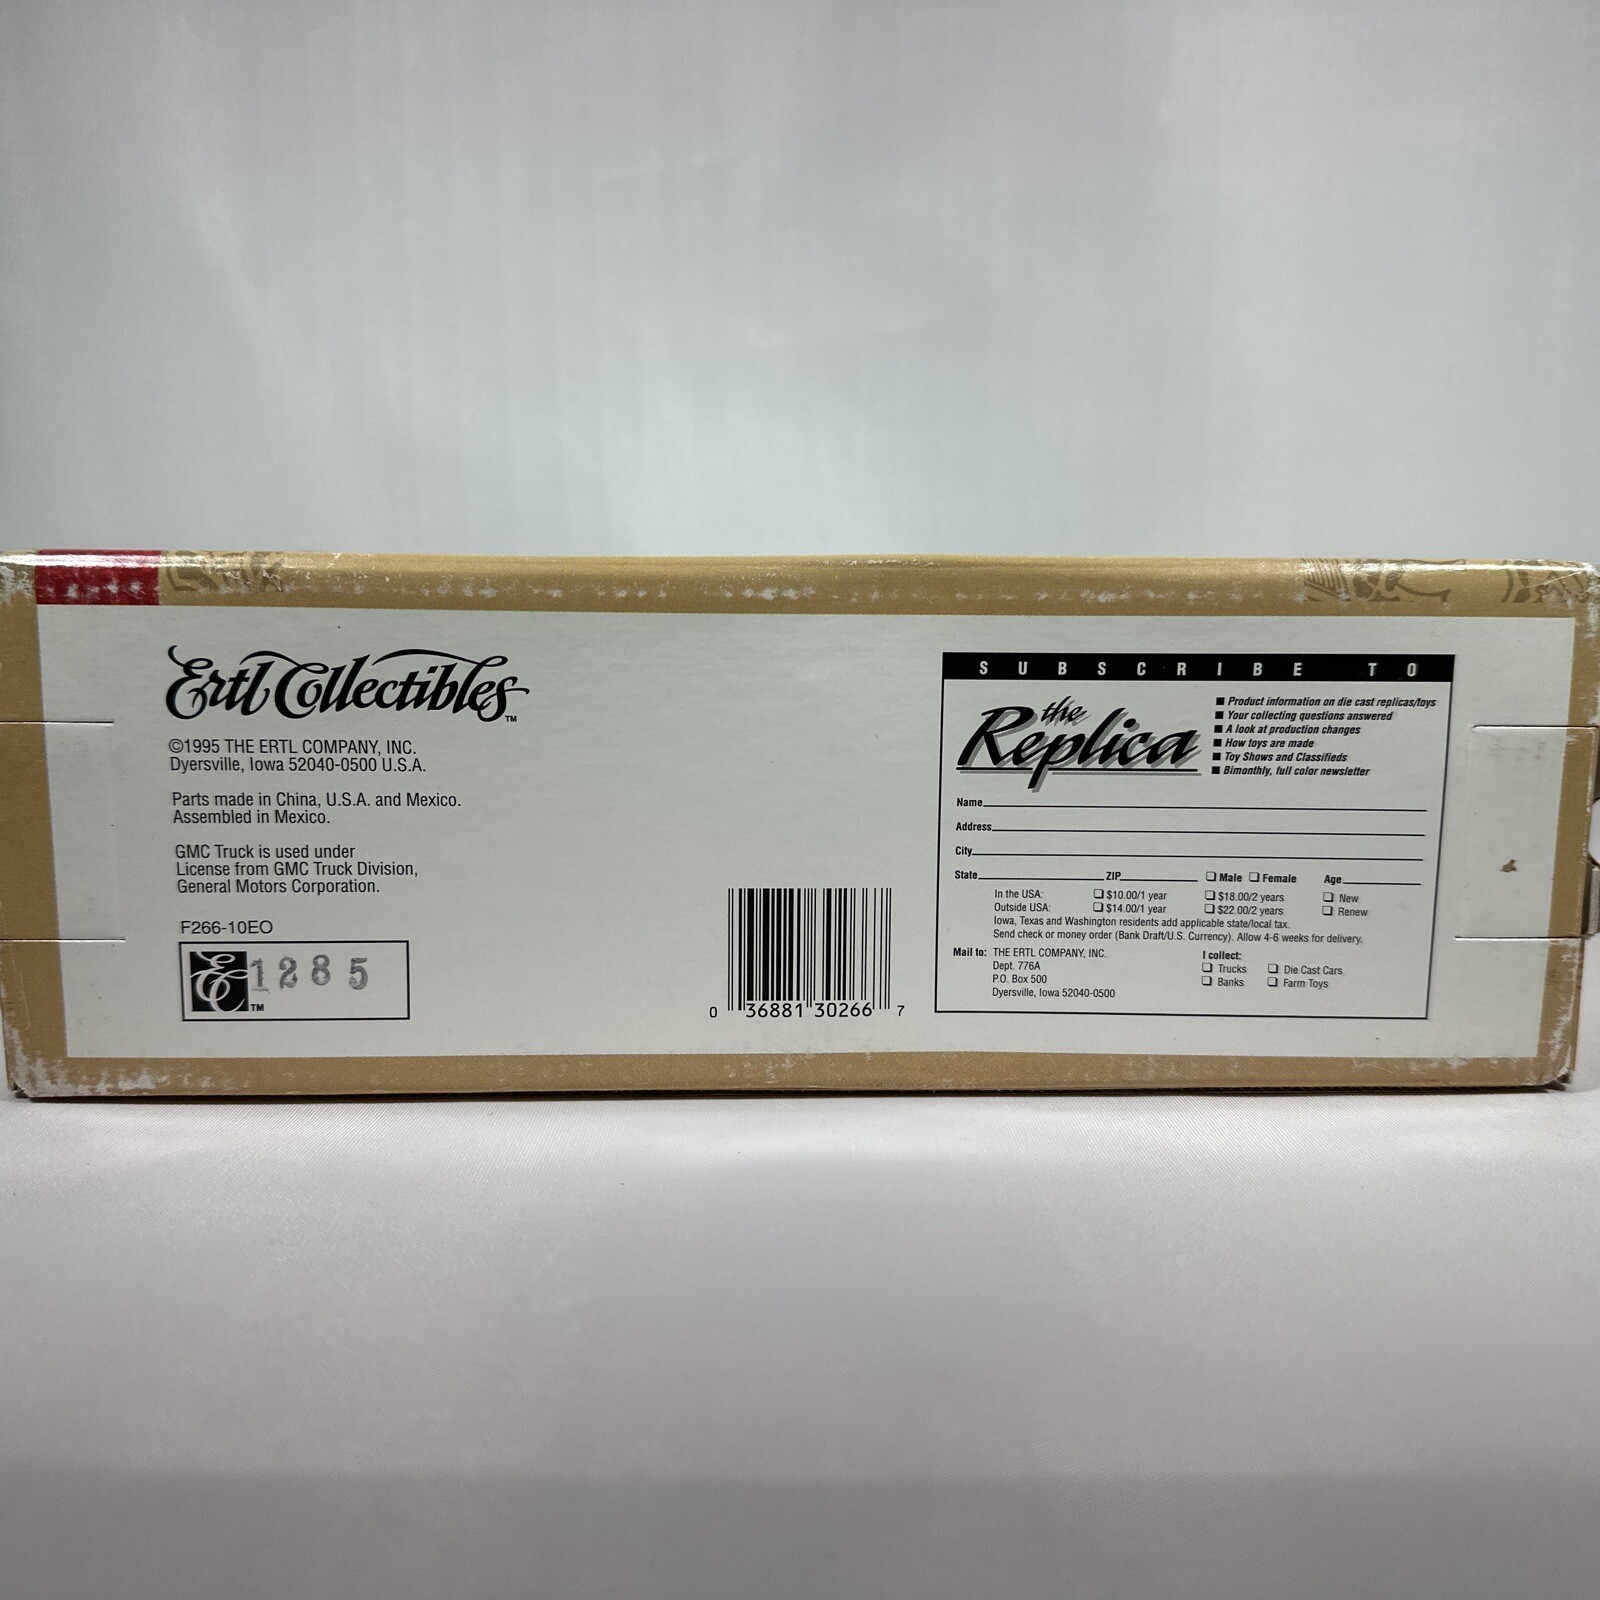 Ertl Collectibles™
©1995 THE ERTL COMPANY, INC.
Dyersville, Iowa 52040-0500 U.S.A.
Parts made in China, U.S.A. and Mexico.
Assembled in Mexico.
GMC Truck is used under
License from GMC Truck Division,
General Motors Corporation.
F266-10EO
EC™ 1285
0 36881 30266 7
SUBSCRIBE TO
the
Replica
■ Product information on die cast replicas/toys
■ Your collecting questions answered
■ A look at production changes
■ How toys are made
■ Toy Shows and Classifieds
■ Bimonthly, full color newsletter
Name
Address
City
State ZIP ❑ Male ❑ Female Age
In the USA: ❑ $10.00/1 year ❑ $18.00/2 years ❑ New
Outside USA: ❑ $14.00/1 year ❑ $22.00/2 years ❑ Renew
Iowa, Texas and Washington residents add applicable state/local tax.
Send check or money order (Bank Draft/U.S. Currency). Allow 4-6 weeks for delivery.
Mail to: THE ERTL COMPANY, INC.
Dept. 776A
P.O. Box 500
Dyersville, Iowa 52040-0500
I collect:
❑ Trucks ❑ Die Cast Cars
❑ Banks ❑ Farm Toys